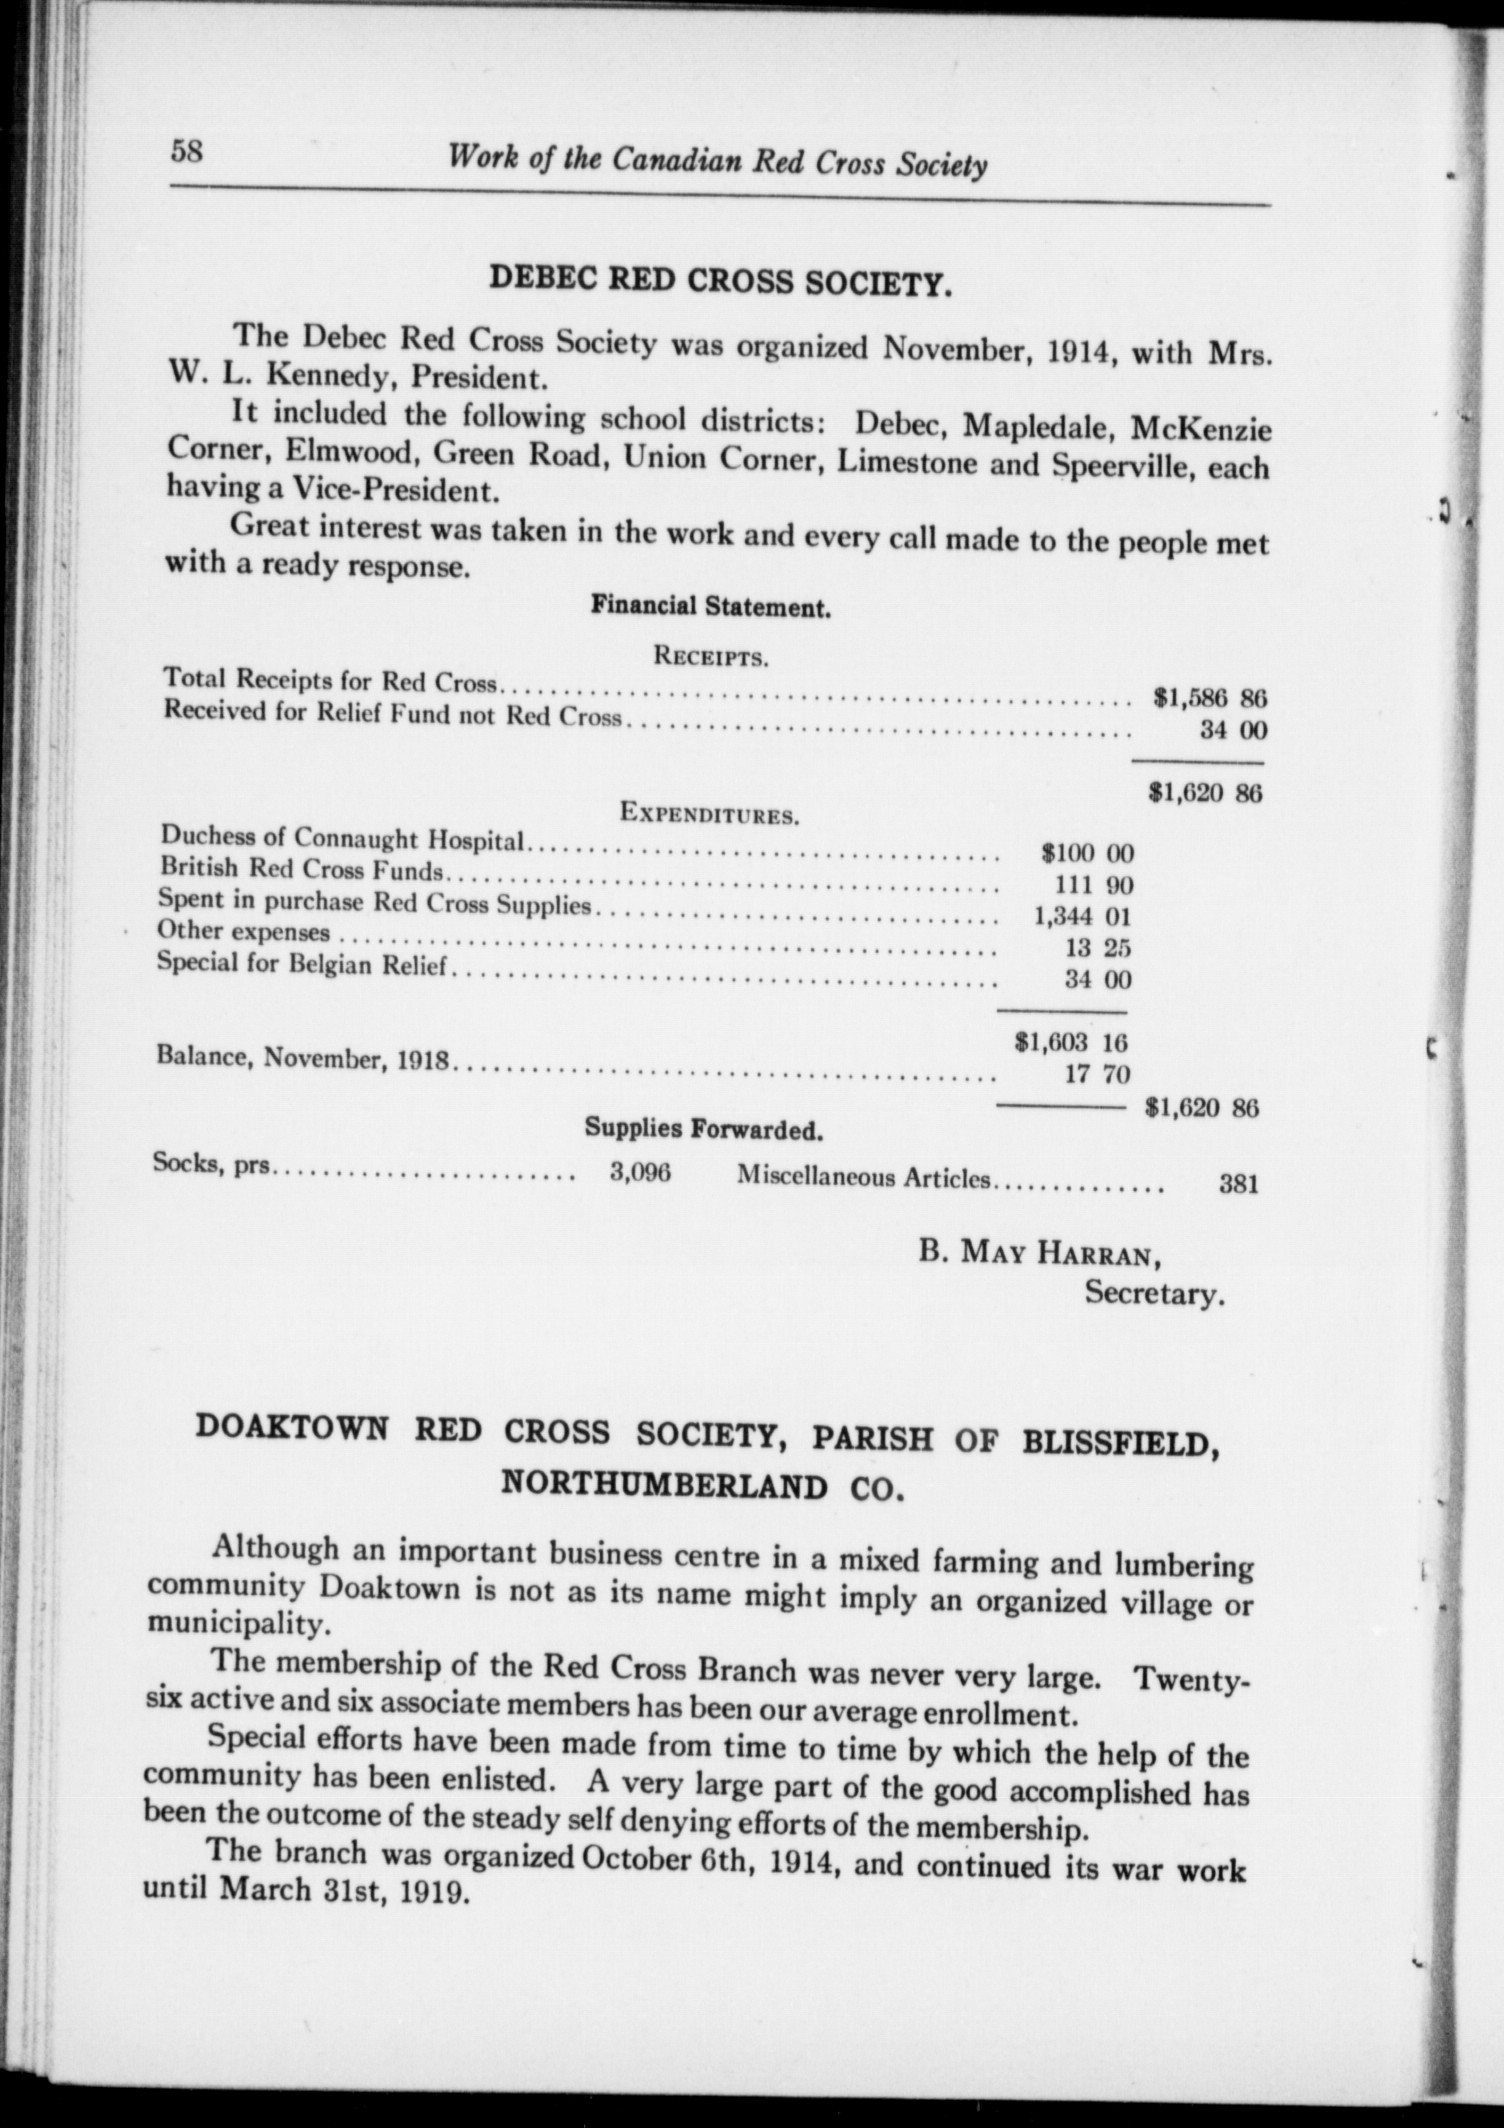 58 Work of the Canadian Red Cross Society
DEBEC RED CROSS SOCIETY.
The Debec Red Cross Society was organized November, 1914, with Mrs.
W. L. Kennedy, President.
It included the following school districts: Debec, Mapledale, McKenzie
Corner, Elmwood, Green Road, Union Corner, Limestone and Speerville, each
having a Vice-President.
Great interest was taken in the work and every call made to the people met
with a ready response.
Financial Statement.
RECEIPTS.
Total Receipts for Red Cross.................................................. $1,586 86
Received for Relief Fund not Red Cross........................................ 34 00
$1,620 86
EXPENDITURES.
Duchess of Connaught Hospital..................................... $100 00
British Red Cross Funds........................................... 111 90
Spent in purchase Red Cross Supplies............................... 1,344 01
Other expenses .................................................... 13 25
Special for Belgian Relief.......................................... 34 00
$1,603 16
Balance, November, 1918.......................................... 17 70
$1,620 86
Supplies Forwarded.
Socks, prs........................ 3,096 Miscellaneous Articles.............. 381
B. MAY HARRAN,
Secretary.
DOAKTOWN RED CROSS SOCIETY, PARISH OF BLISSFIELD,
NORTHUMBERLAND CO.
Although an important business centre in a mixed farming and lumbering
community Doaktown is not as its name might imply an organized village or
municipality.
The membership of the Red Cross Branch was never very large. Twenty-
six active and six associate members has been our average enrollment.
Special efforts have been made from time to time by which the help of the
community has been enlisted. A very large part of the good accomplished has
been the outcome of the steady self denying efforts of the membership.
The branch was organized October 6th, 1914, and continued its war work
until March 31st, 1919.